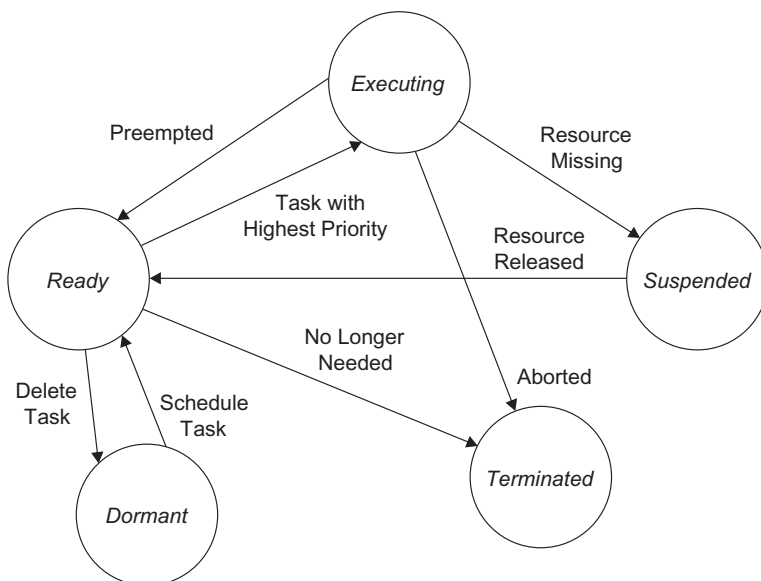 Executing
Preempted
Resource
Missing
Task with
Highest Priority
Resource
Released
Ready
Suspended
No Longer
Needed
Delete
Task
Schedule
Task
Aborted
Terminated
Dormant